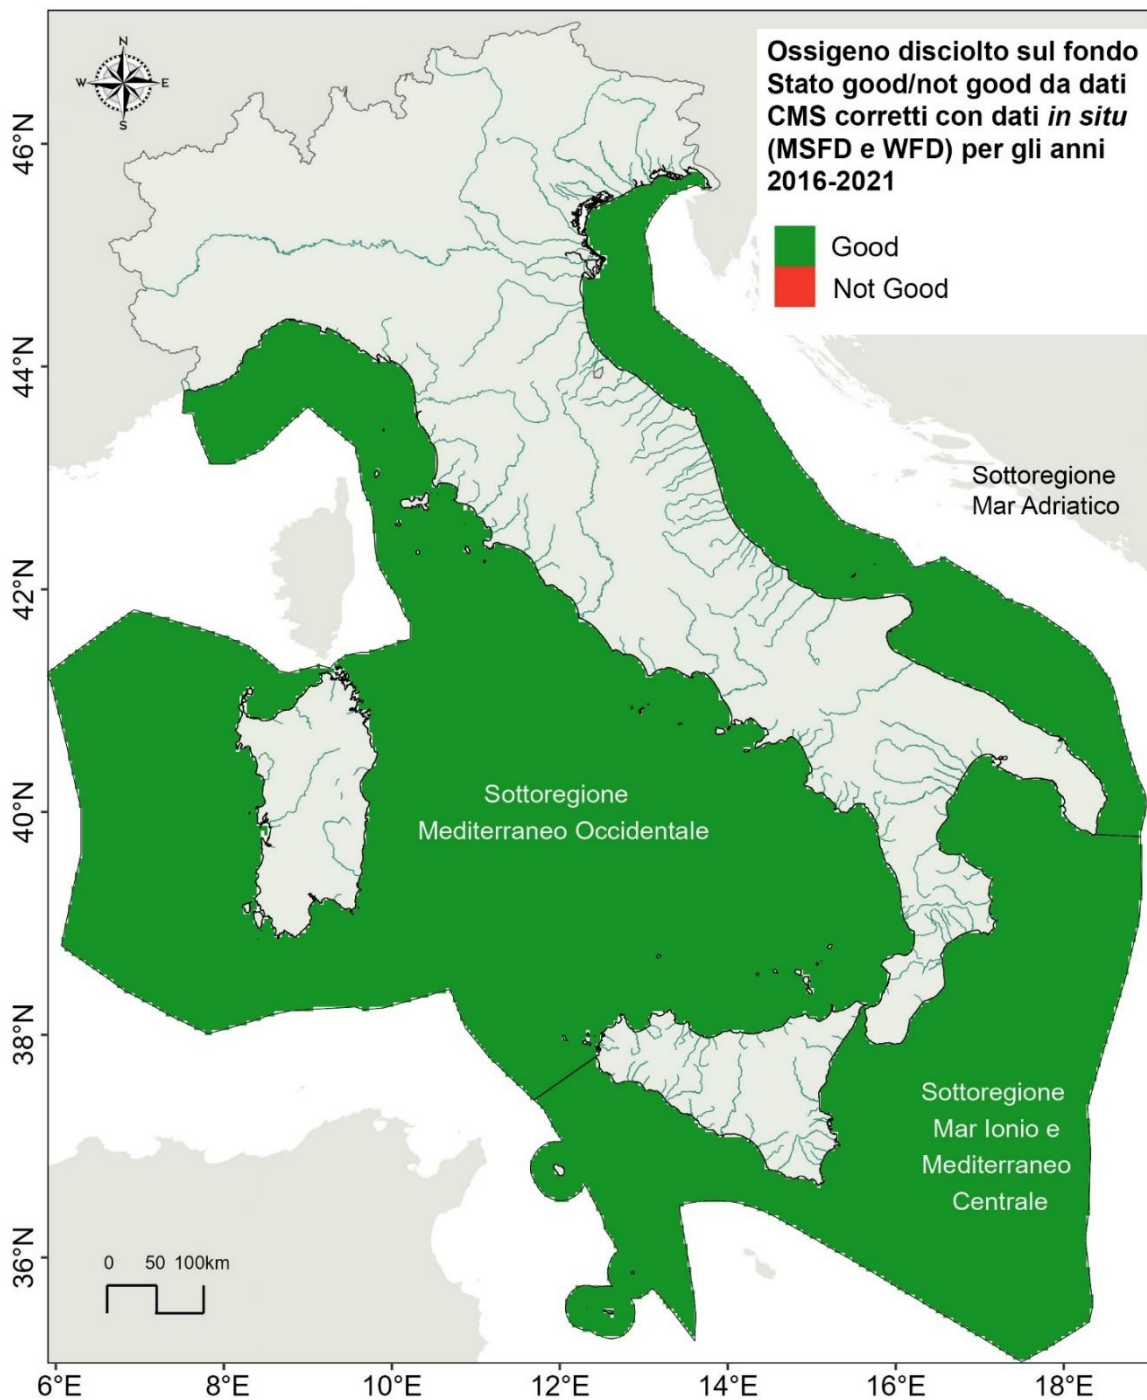 N
W E
S
Ossigeno disciolto sul fondo
Stato good/not good da dati
CMS corretti con dati in situ
(MSFD e WFD) per gli anni
2016-2021
Good
Not Good
46°N
44°N
42°N
40°N
38°N
36°N
Sottoregione
Mar Adriatico
Sottoregione
Mediterraneo Occidentale
Sottoregione
Mar Ionio e
Mediterraneo
Centrale
0 50 100km
6°E 8°E 10°E 12°E 14°E 16°E 18°E